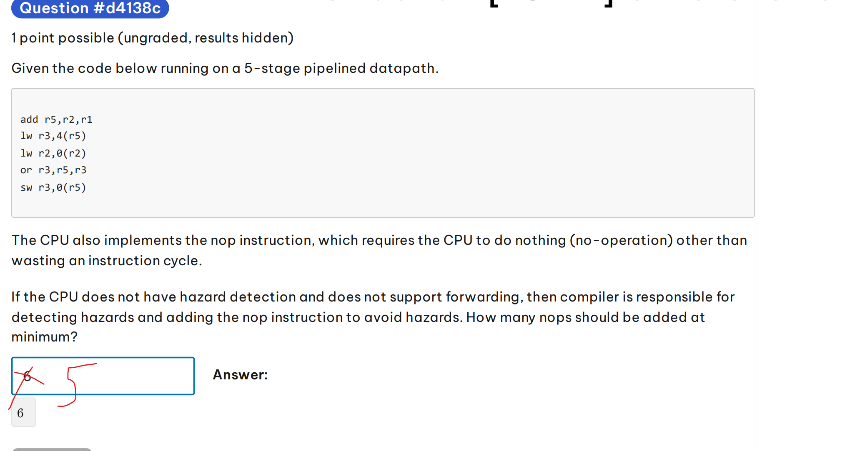 Question #d4138c
1 point possible (ungraded, results hidden)
Given the code below running on a 5-stage pipelined datapath.
add r5,r2,r1
lw r3,4(r5)
lw r2,0(r2)
or r3,r5,r3
sw r3,0(r5)
The CPU also implements the nop instruction, which requires the CPU to do nothing (no-operation) other than
wasting an instruction cycle.
If the CPU does not have hazard detection and does not support forwarding, then compiler is responsible for
detecting hazards and adding the nop instruction to avoid hazards. How many nops should be added at
minimum?
6 5
Answer:
6